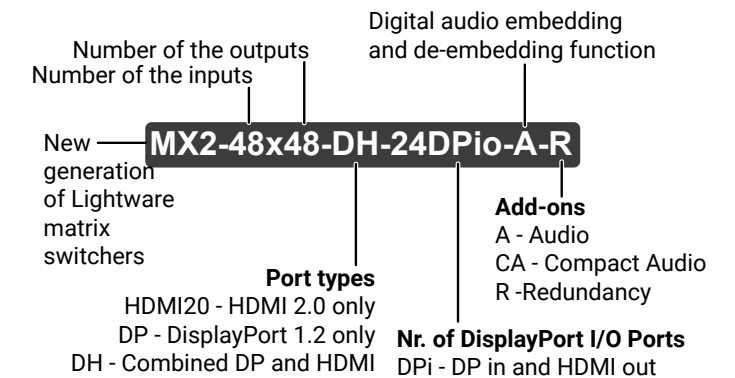 Digital audio embedding
and de-embedding function
Number of the outputs
Number of the inputs
MX2-48x48-DH-24DPio-A-R
New
generation
of Lightware
matrix
switchers
Add-ons
A - Audio
CA - Compact Audio
R -Redundancy
Port types
HDMI20 - HDMI 2.0 only
DP - DisplayPort 1.2 only
DH - Combined DP and HDMI
Nr. of DisplayPort I/O Ports
DPi - DP in and HDMI out